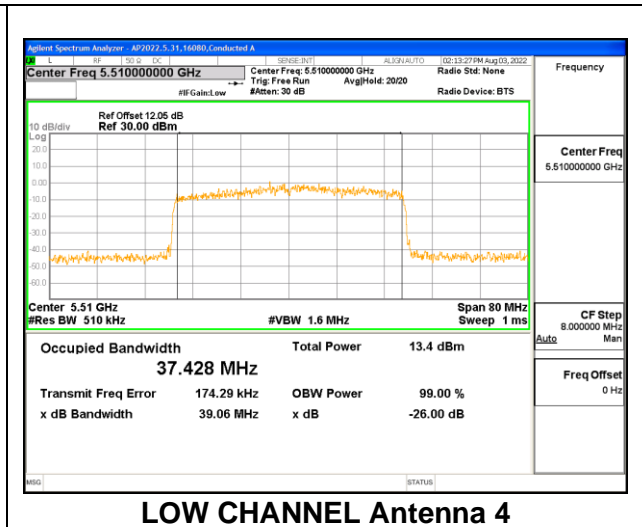 Agilent Spectrum Analyzer - AP2022.5.31,16080,Conducted A
L RF 50 Ω DC SENSE:INT ALIGNAUTO 02:13:27 PM Aug 03, 2022
Center Freq 5.510000000 GHz Center Freq: 5.510000000 GHz Radio Std: None
Trig: Free Run Avg|Hold: 20/20
#IFGain:Low #Atten: 30 dB Radio Device: BTS
Frequency
Ref Offset 12.05 dB
10 dB/div Ref 30.00 dBm
Log
20.0
10.0
0.00
-10.0
-20.0
-30.0
-40.0
-50.0
-60.0
Center 5.51 GHz Span 80 MHz
#Res BW 510 kHz #VBW 1.6 MHz Sweep 1 ms
Occupied Bandwidth Total Power 13.4 dBm
37.428 MHz
Transmit Freq Error 174.29 kHz OBW Power 99.00 %
x dB Bandwidth 39.06 MHz x dB -26.00 dB
Center Freq
5.510000000 GHz
CF Step
8.000000 MHz
Auto Man
Freq Offset
0 Hz
MSG STATUS
LOW CHANNEL Antenna 4